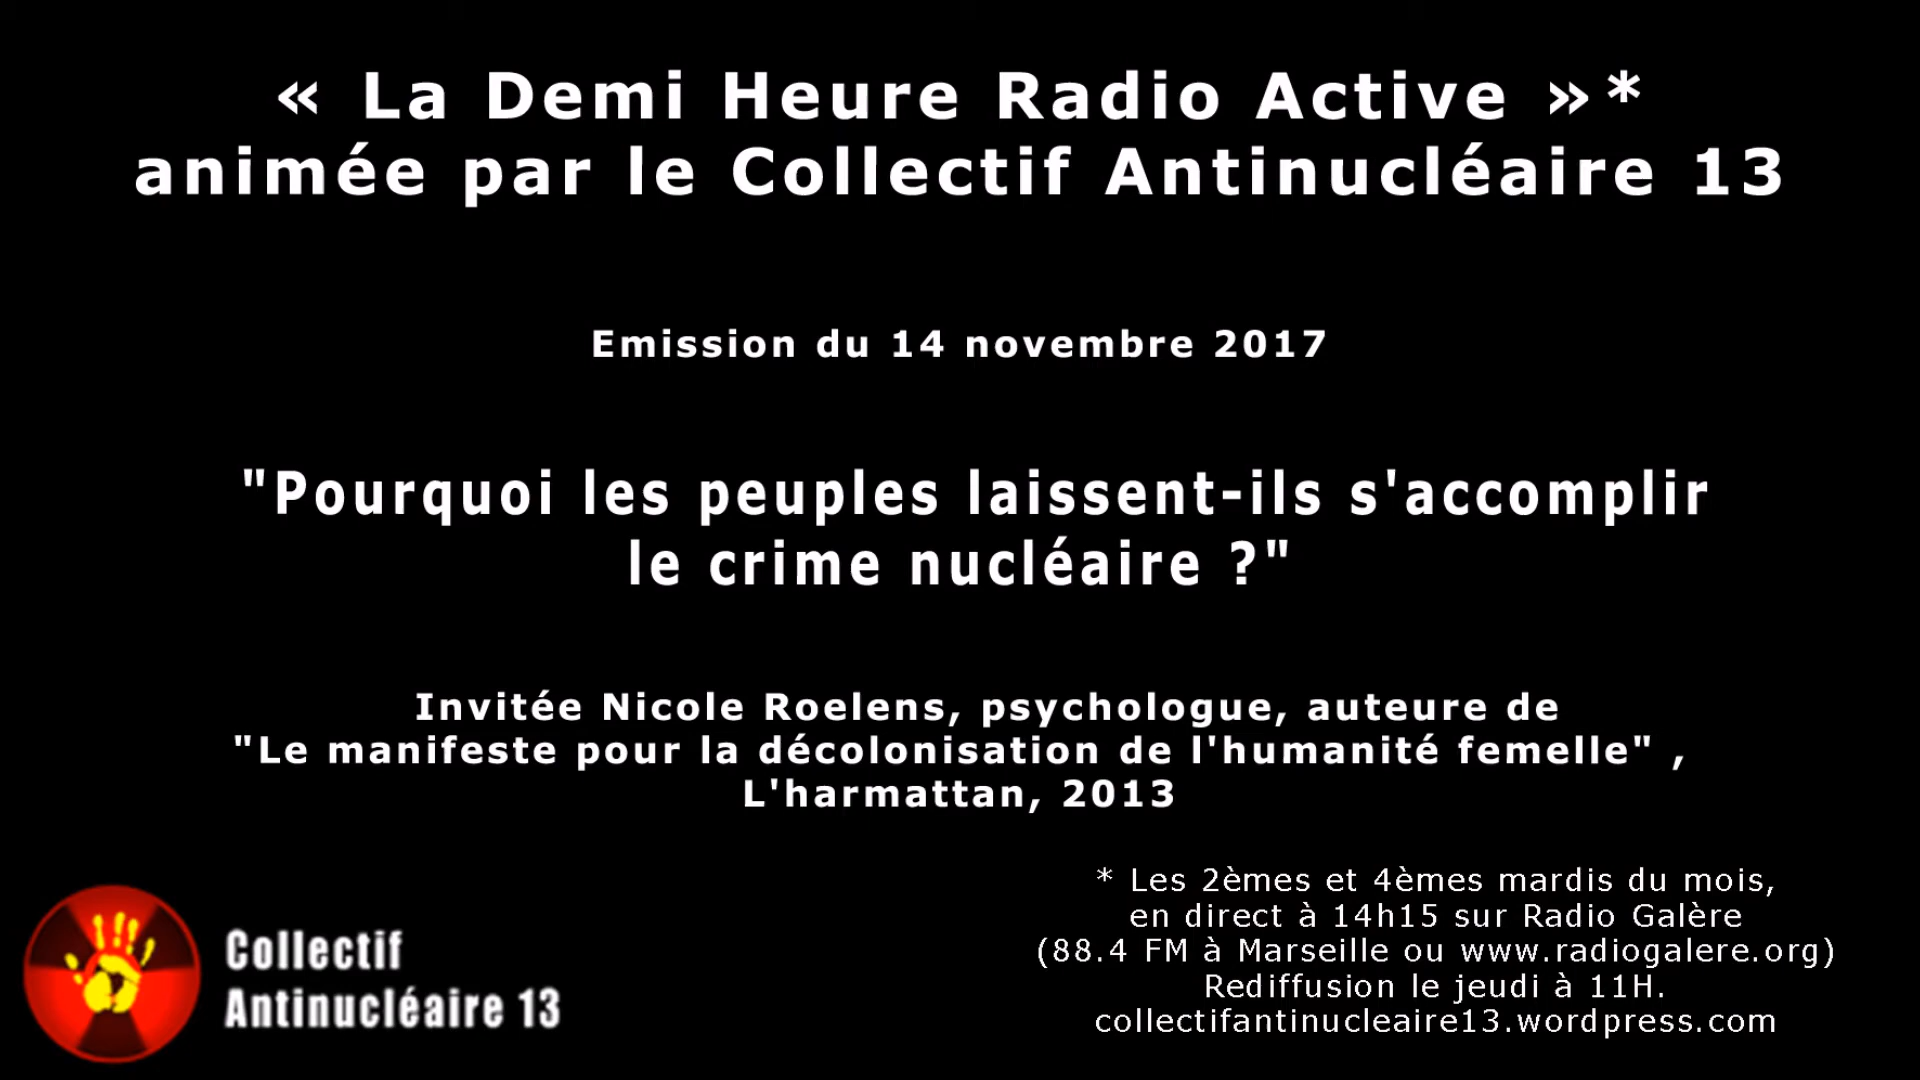 « La Demi Heure Radio Active »*
animée par le Collectif Antinucléaire 13
Emission du 14 novembre 2017
"Pourquoi les peuples laissent-ils s'accomplir
le crime nucléaire ?"
Invitée Nicole Roelens, psychologue, auteure de
"Le manifeste pour la décolonisation de l'humanité femelle" ,
L'harmattan, 2013
* Les 2èmes et 4èmes mardis du mois,
en direct à 14h15 sur Radio Galère
(88.4 FM à Marseille ou www.radiogalere.org)
Rediffusion le jeudi à 11H.
collectifantinucleaire13.wordpress.com
Collectif
Antinucléaire 13